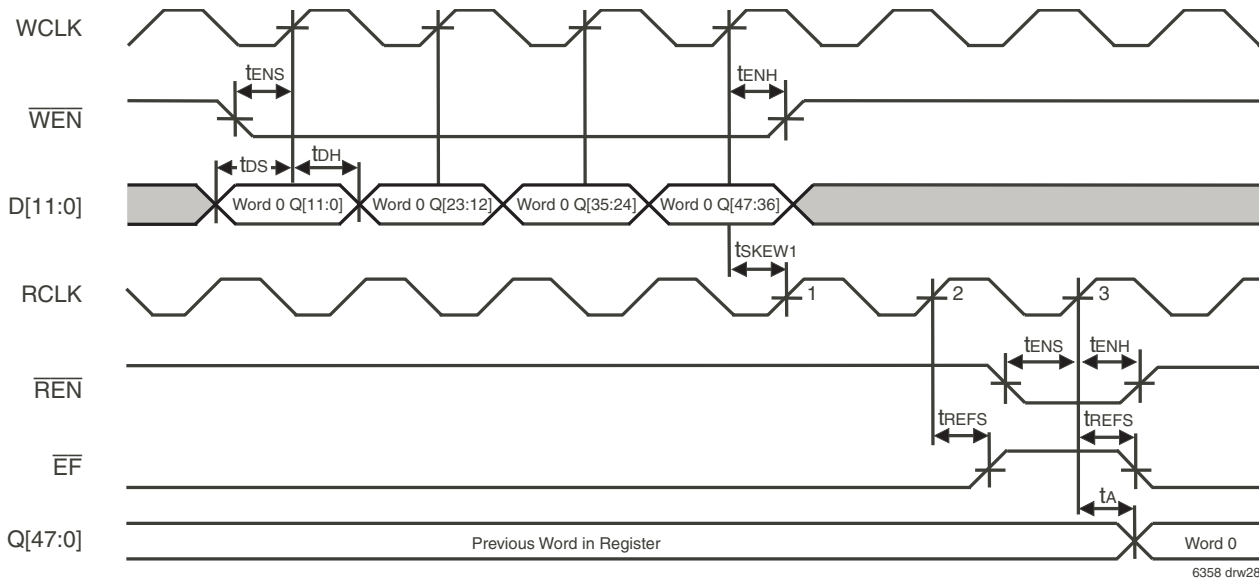 WCLK
tENS
tENH
WEN
tDS
tDH
D[11:0]
Word 0 Q[11:0]
Word 0 Q[23:12]
Word 0 Q[35:24]
Word 0 Q[47:36]
tSKEW1
RCLK
1
2
3
tENS
tENH
REN
tREFS
tREFS
EF
tA
Q[47:0]
Previous Word in Register
Word 0
6358 drw28